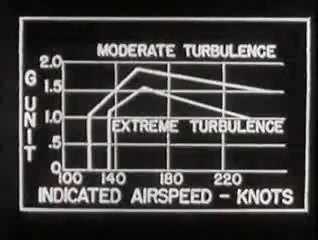 MODERATE TURBULENCE
G UNIT
2.0
1.5
1.0
.5
0
EXTREME TURBULENCE
100 140 180 220
INDICATED AIRSPEED - KNOTS